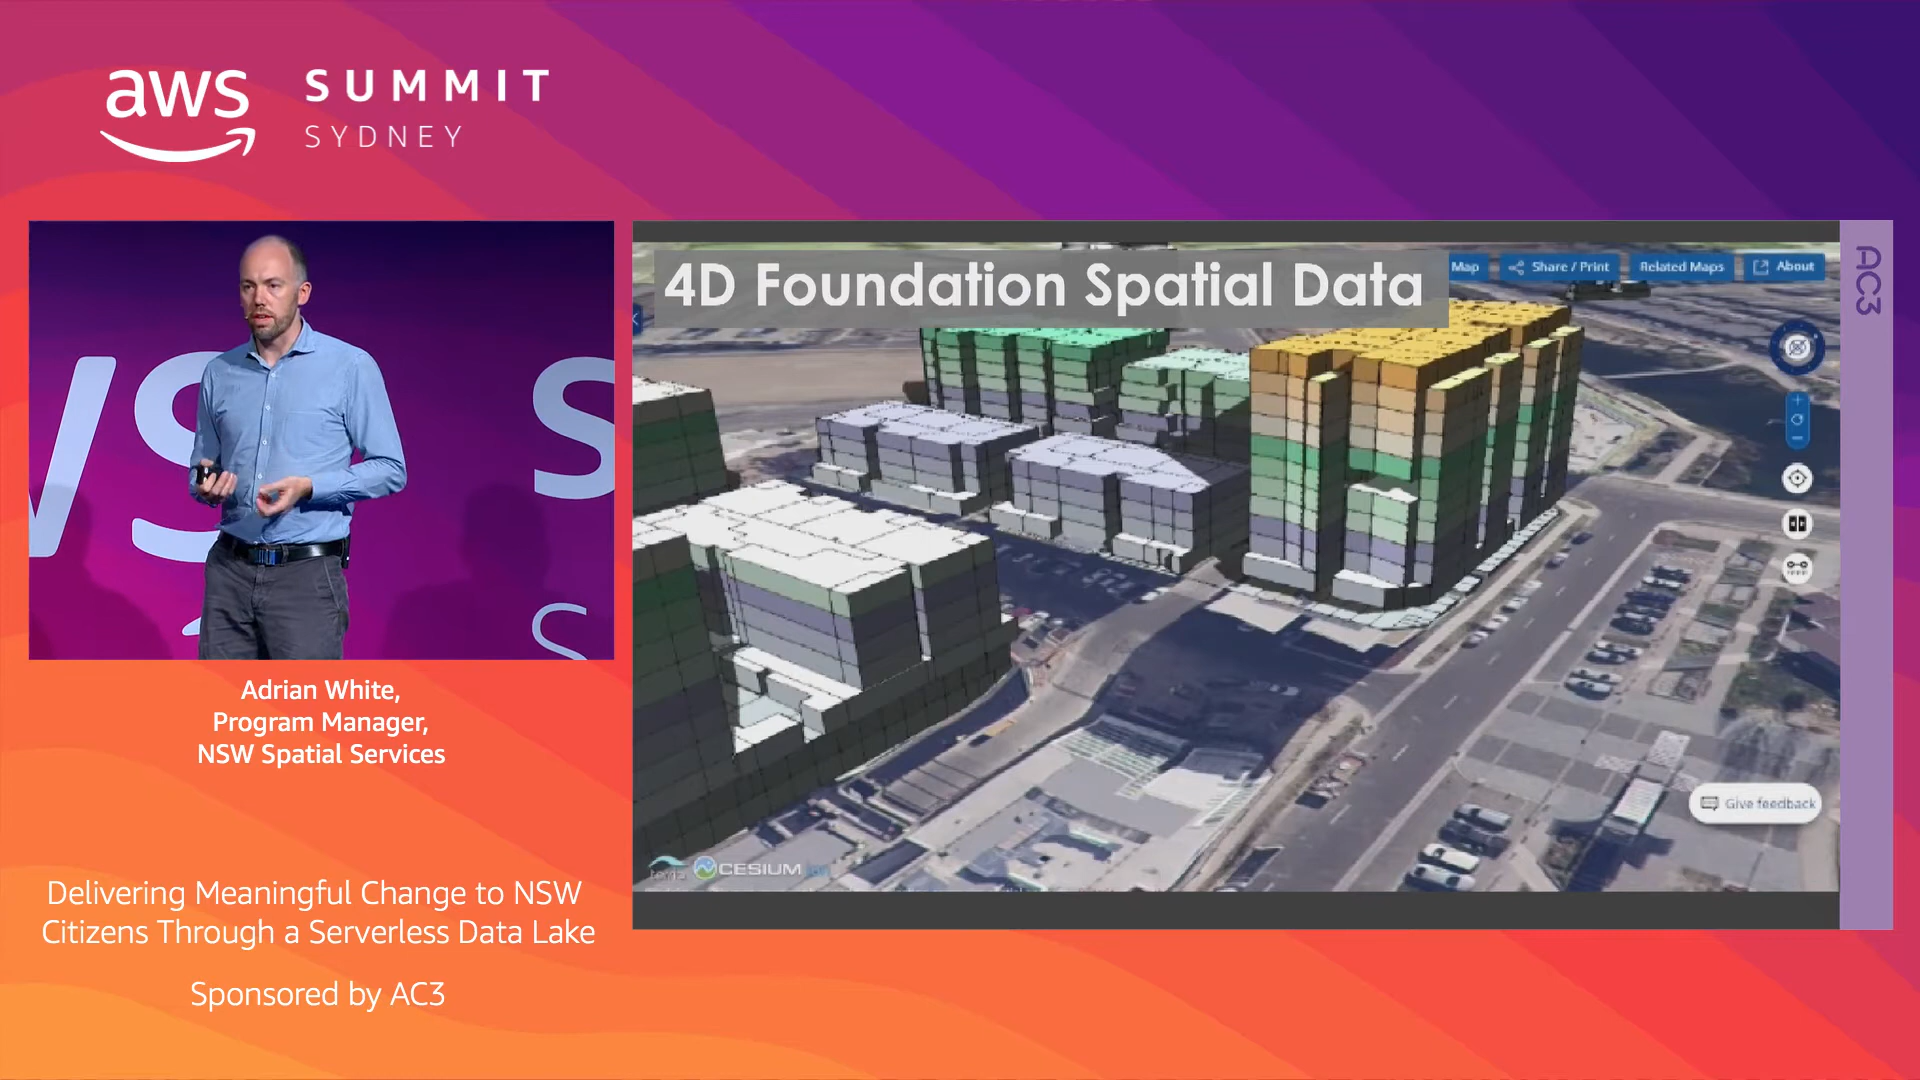 aws
SUMMIT
SYDNEY
WS
S
S
Adrian White,
Program Manager,
NSW Spatial Services
Delivering Meaningful Change to NSW
Citizens Through a Serverless Data Lake
Sponsored by AC3
4D Foundation Spatial Data
Map
Share / Print
Related Maps
About
AC3
Give feedback
CESIUM